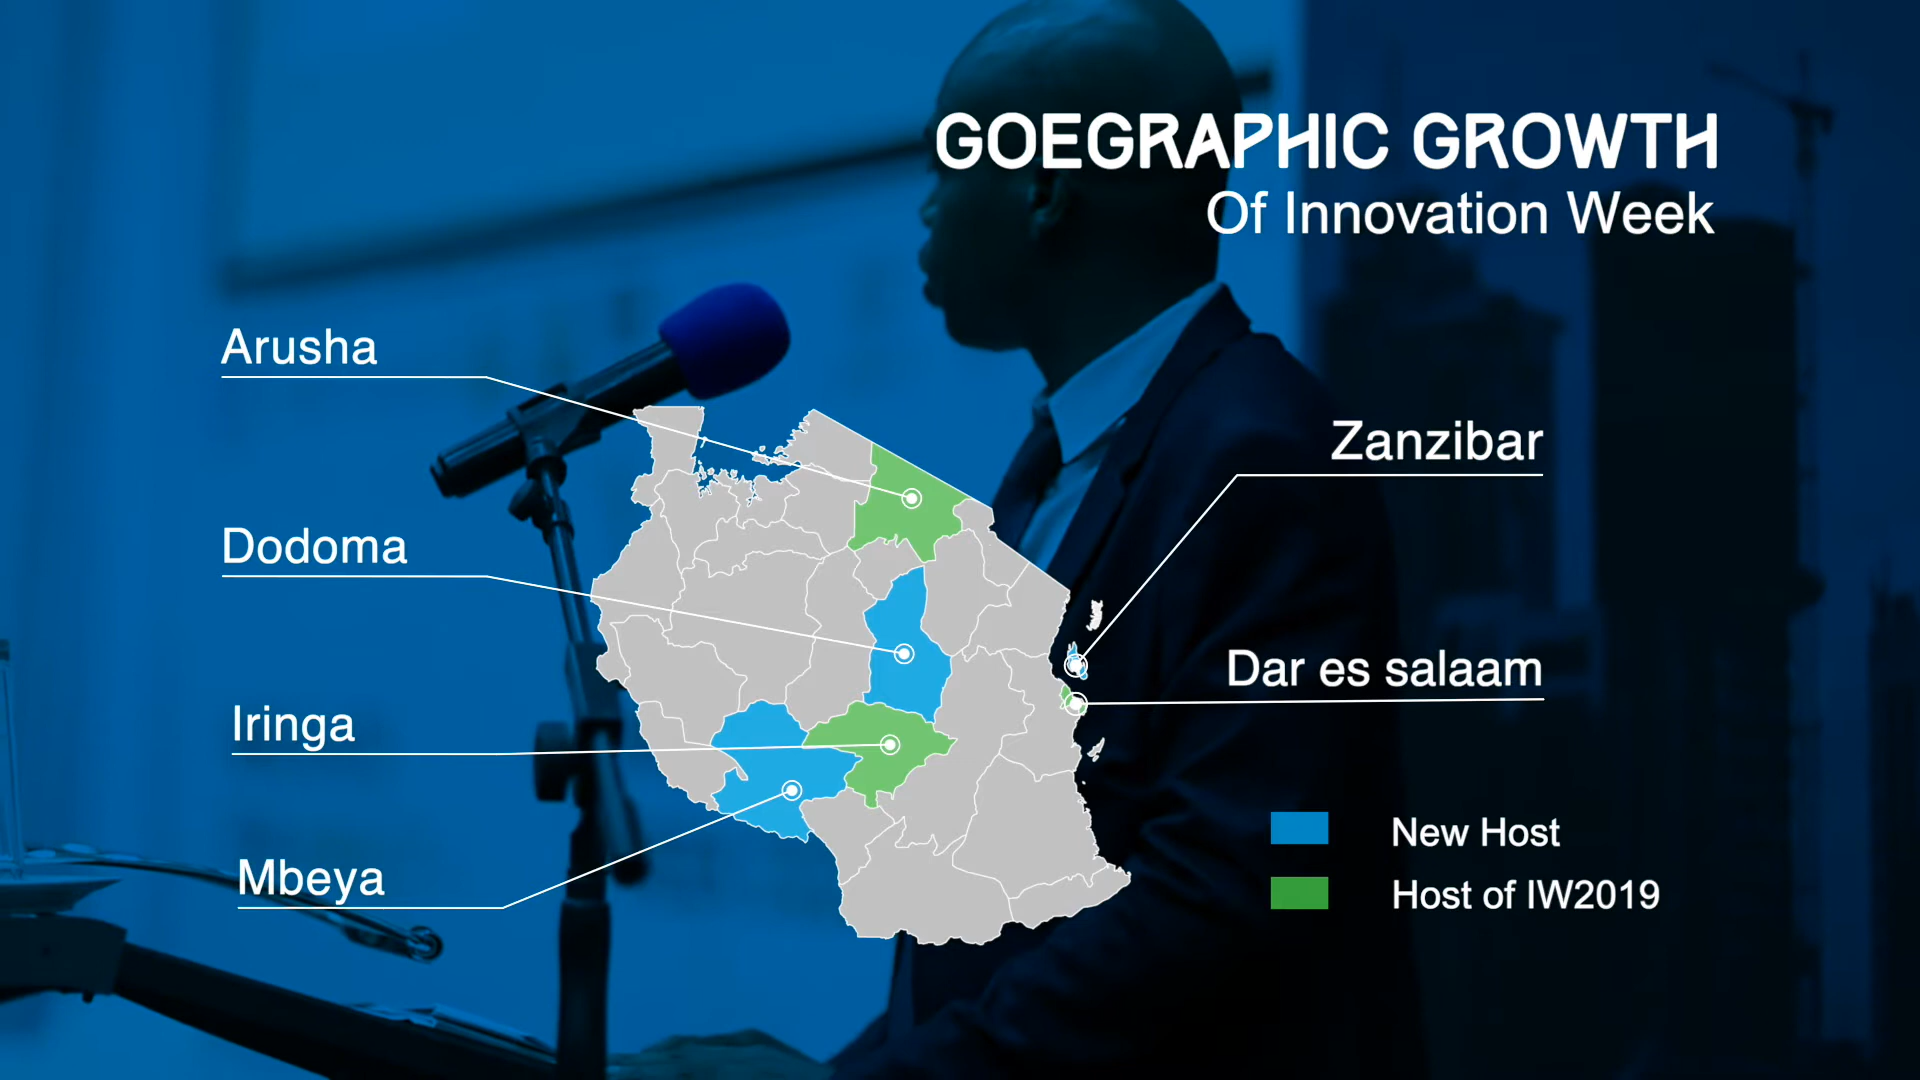 GOEGRAPHIC GROWTH
Of Innovation Week
Arusha
Zanzibar
Dodoma
Dar es salaam
Iringa
Mbeya
New Host
Host of IW2019